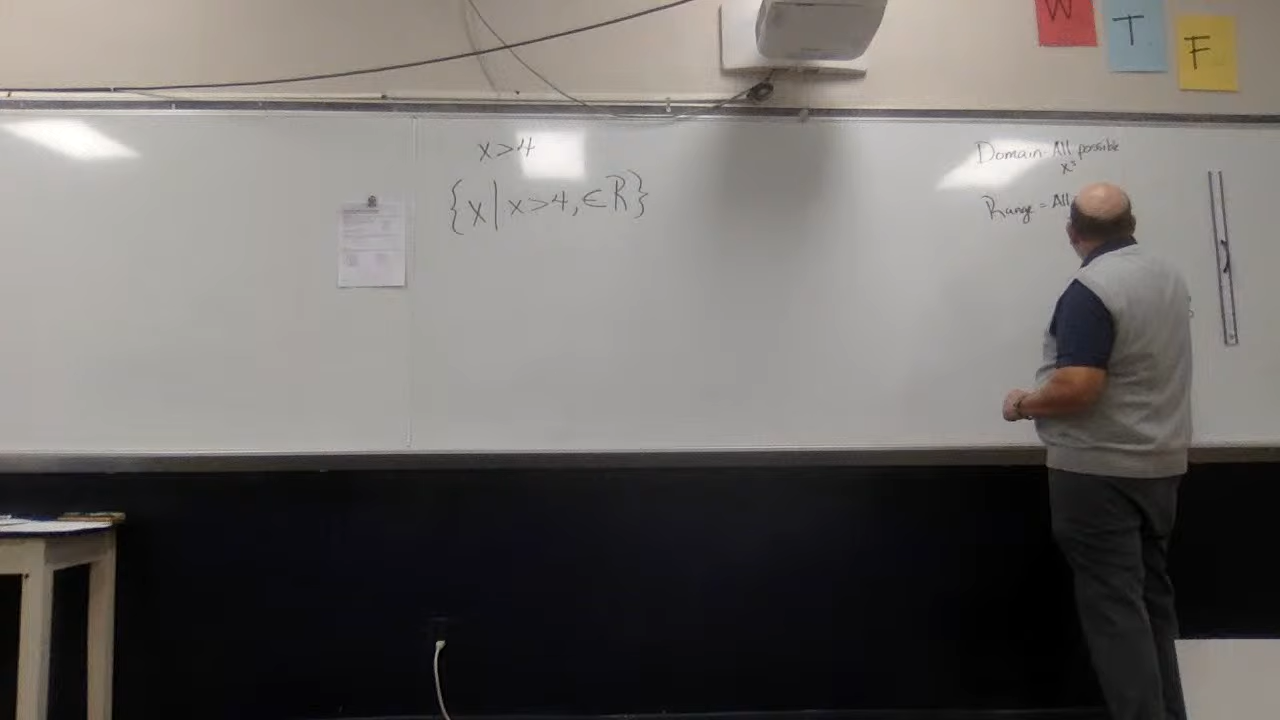 W T F
x>4
{x|x>4,∈R}
Domain - All possible
x's
Range = All